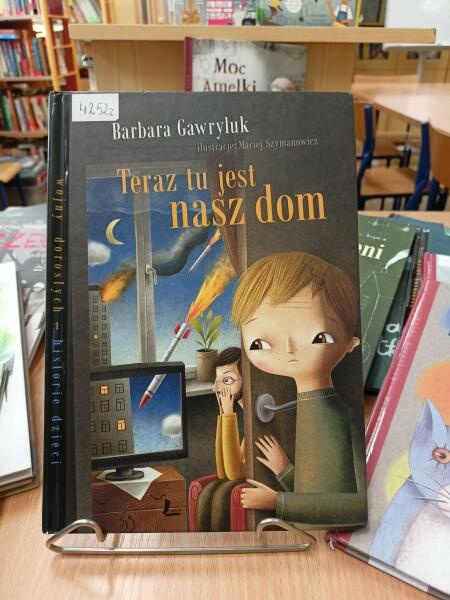 Moc
Amelki
42522
Barbara Gawryluk
ilustracje: Maciej Szymanowicz
Teraz tu jest
nasz dom
wojny dorosłych – historie dzieci